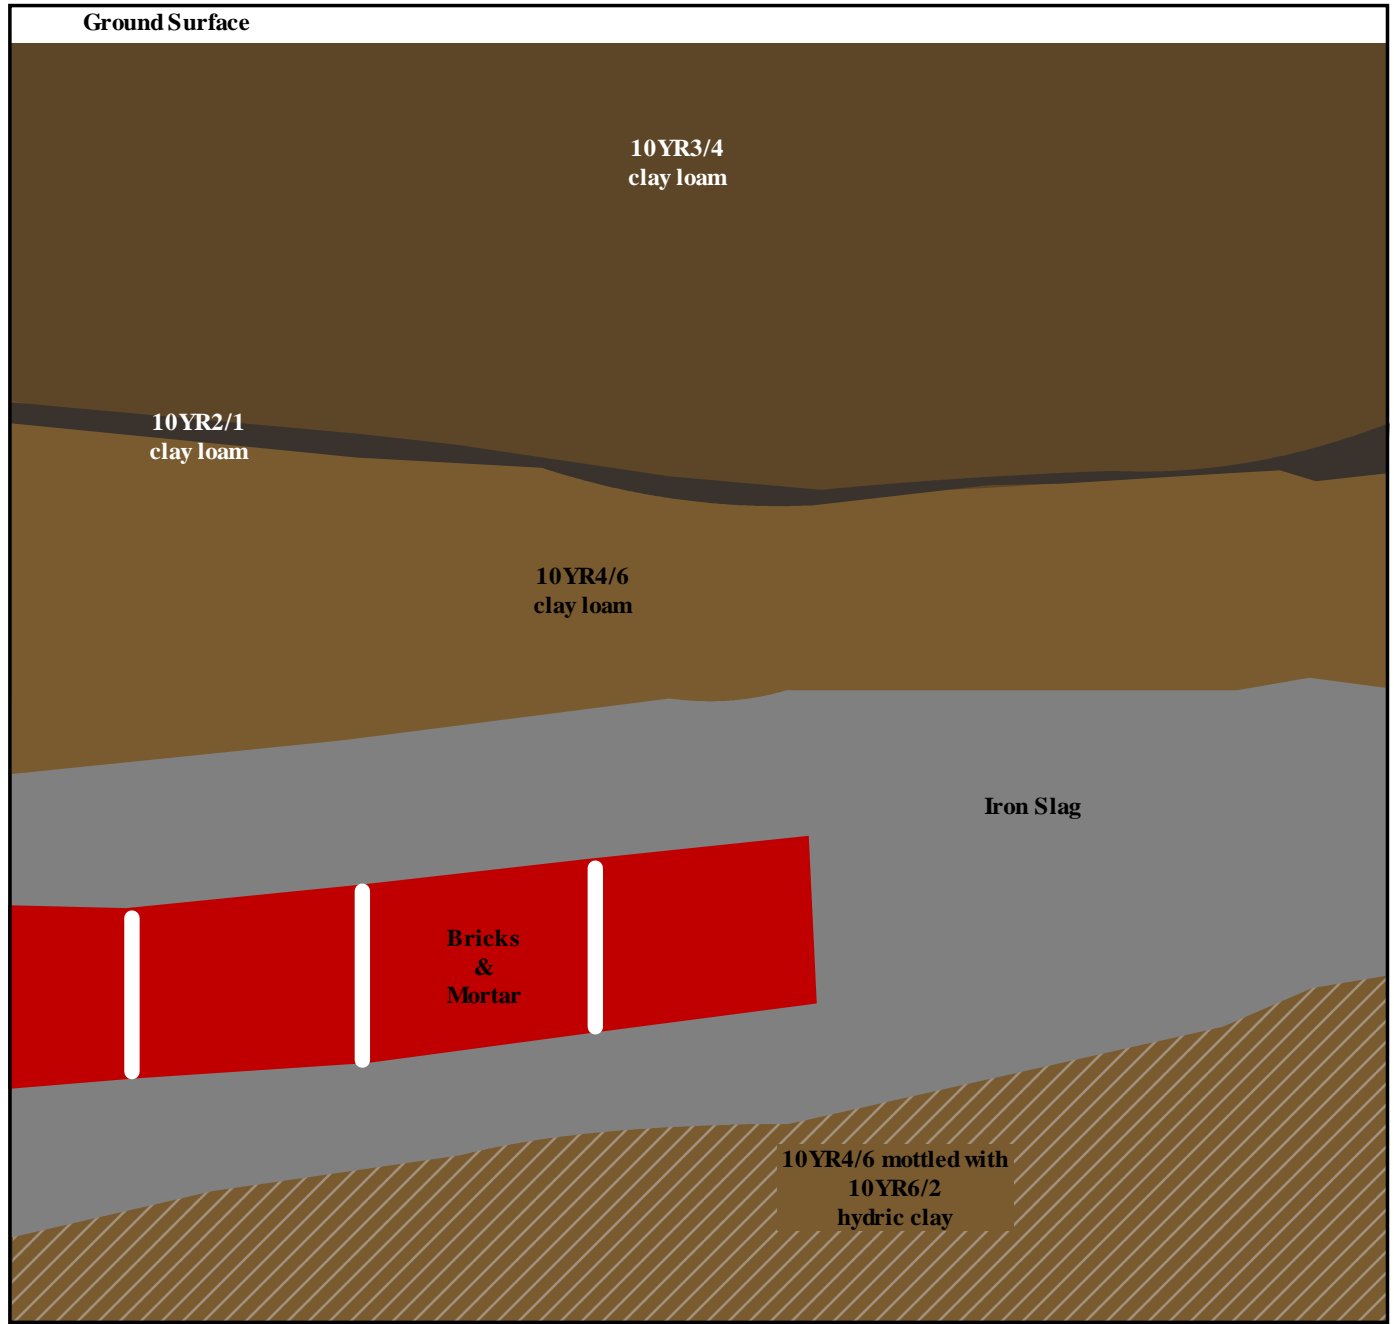 Ground Surface
10YR3/4
clay loam
10YR2/1
clay loam
10YR4/6
clay loam
Iron Slag
Bricks
&
Mortar
10YR4/6 mottled with
10YR6/2
hydric clay